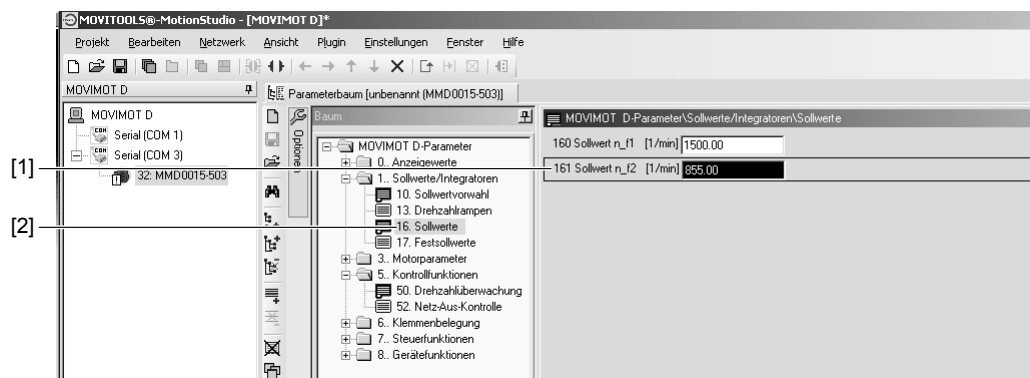 MOVITOOLS®-MotionStudio - [MOVIMOT D]*
Projekt Bearbeiten Netzwerk Ansicht Plugin Einstellungen Fenster Hilfe
MOVIMOT D
Parameterbaum [unbenannt (MMD0015-503)]
MOVIMOT D
Serial (COM 1)
Serial (COM 3)
32: MMD0015-503
Optionen
Baum
MOVIMOT D-Parameter
0.. Anzeigewerte
1.. Sollwerte/Integratoren
10. Sollwertvorwahl
13. Drehzahlrampen
16. Sollwerte
17. Festsollwerte
3.. Motorparameter
5.. Kontrollfunktionen
50. Drehzahlüberwachung
52. Netz-Aus-Kontrolle
6.. Klemmenbelegung
7.. Steuerfunktionen
8.. Gerätefunktionen
MOVIMOT D-Parameter\Sollwerte/Integratoren\Sollwerte
160 Sollwert n_f1 [1/min] 1500.00
161 Sollwert n_f2 [1/min] 855.00
[1]
[2]